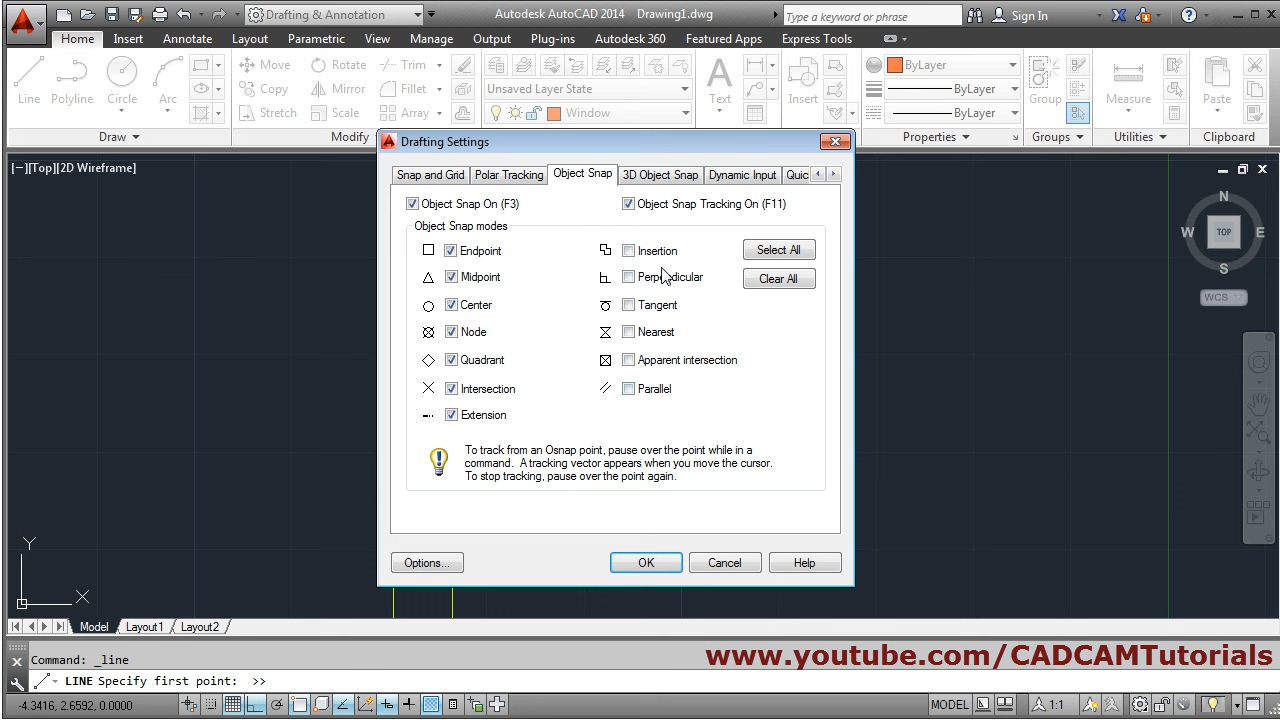 Drafting & Annotation
Autodesk AutoCAD 2014 Drawing1.dwg
Type a keyword or phrase
Sign In
Home Insert Annotate Layout Parametric View Manage Output Plug-ins Autodesk 360 Featured Apps Express Tools
Move Rotate Trim
ByLayer
Copy Mirror Fillet
Unsaved Layer State
ByLayer
Line Polyline Circle Arc
Text Insert Group Measure Paste
Stretch Scale Array
Window
ByLayer
Draw Modify Properties Groups Utilities Clipboard
Drafting Settings
[−][Top][2D Wireframe]
Snap and Grid Polar Tracking Object Snap 3D Object Snap Dynamic Input Quic
Object Snap On (F3) Object Snap Tracking On (F11)
Object Snap modes
Endpoint Insertion Select All
Midpoint Perpendicular Clear All
Center Tangent
Node Nearest
Quadrant Apparent intersection
Intersection Parallel
Extension
To track from an Osnap point, pause over the point while in a
command. A tracking vector appears when you move the cursor.
To stop tracking, pause over the point again.
Options... OK Cancel Help
N
W TOP E
S
WCS
Y
X
Model Layout1 Layout2
Command: _line
www.youtube.com/CADCAMTutorials
LINE Specify first point: >>
-4.3416, 2.6592, 0.0000
MODEL 1:1